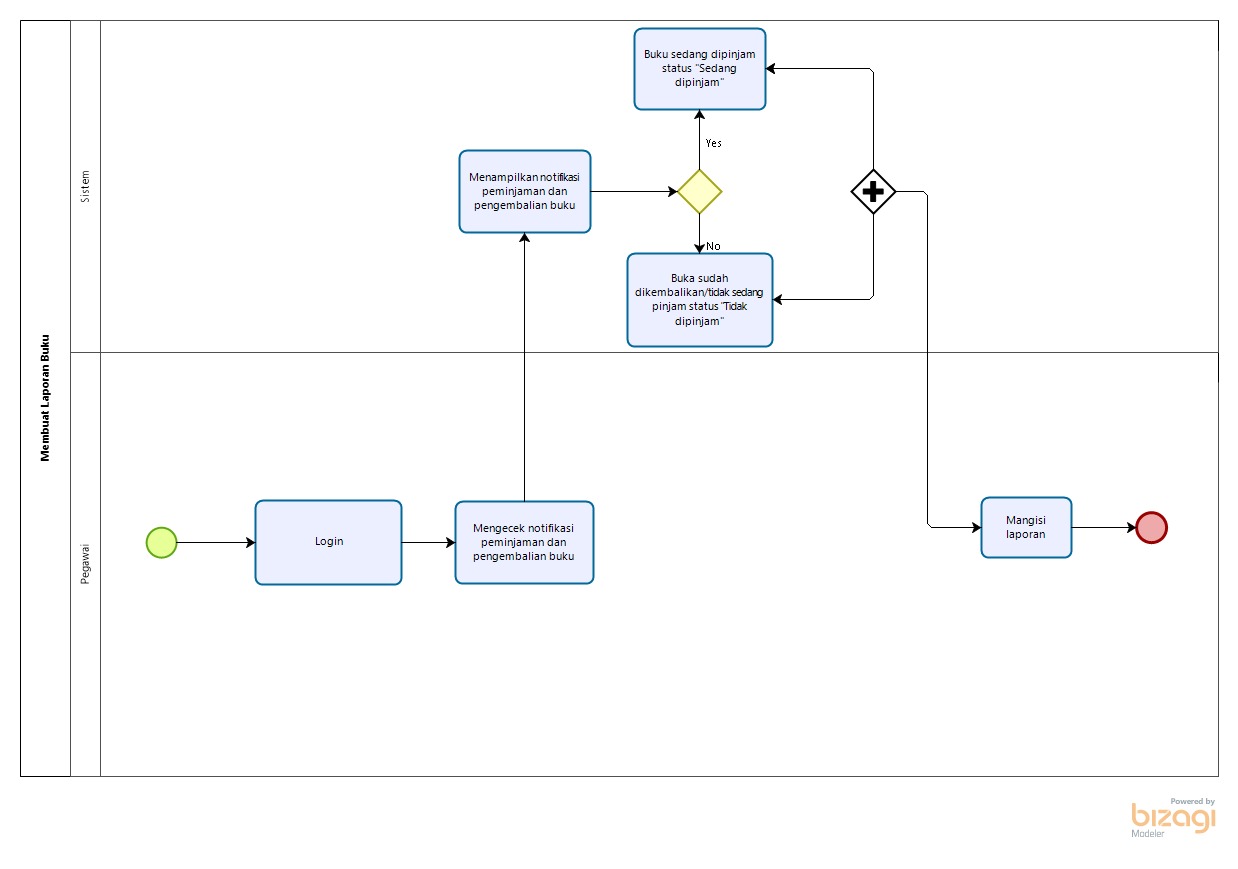 Membuat Laporan Buku
Sistem
Buku sedang dipinjam
status "Sedang
dipinjam"
Yes
Menampilkan notifikasi
peminjaman dan
pengembalian buku
No
Buka sudah
dikembalikan/tidak sedang
pinjam status "Tidak
dipinjam"
Pegawai
Login
Mengecek notifikasi
peminjaman dan
pengembalian buku
Mangisi
laporan
Powered by
bizagi
Modeler